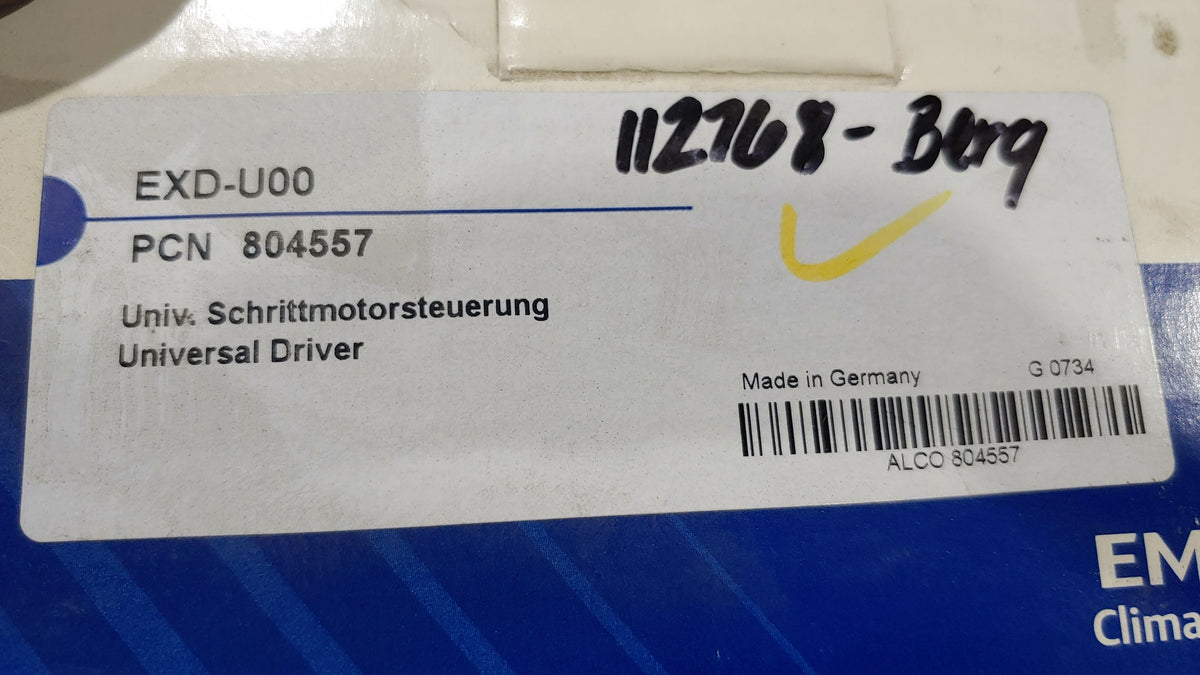 112768 - Berg
EXD-U00
PCN 804557
Univ. Schrittmotorsteuerung
Universal Driver
Made in Germany G 0734
ALCO 804557
EM
Clima